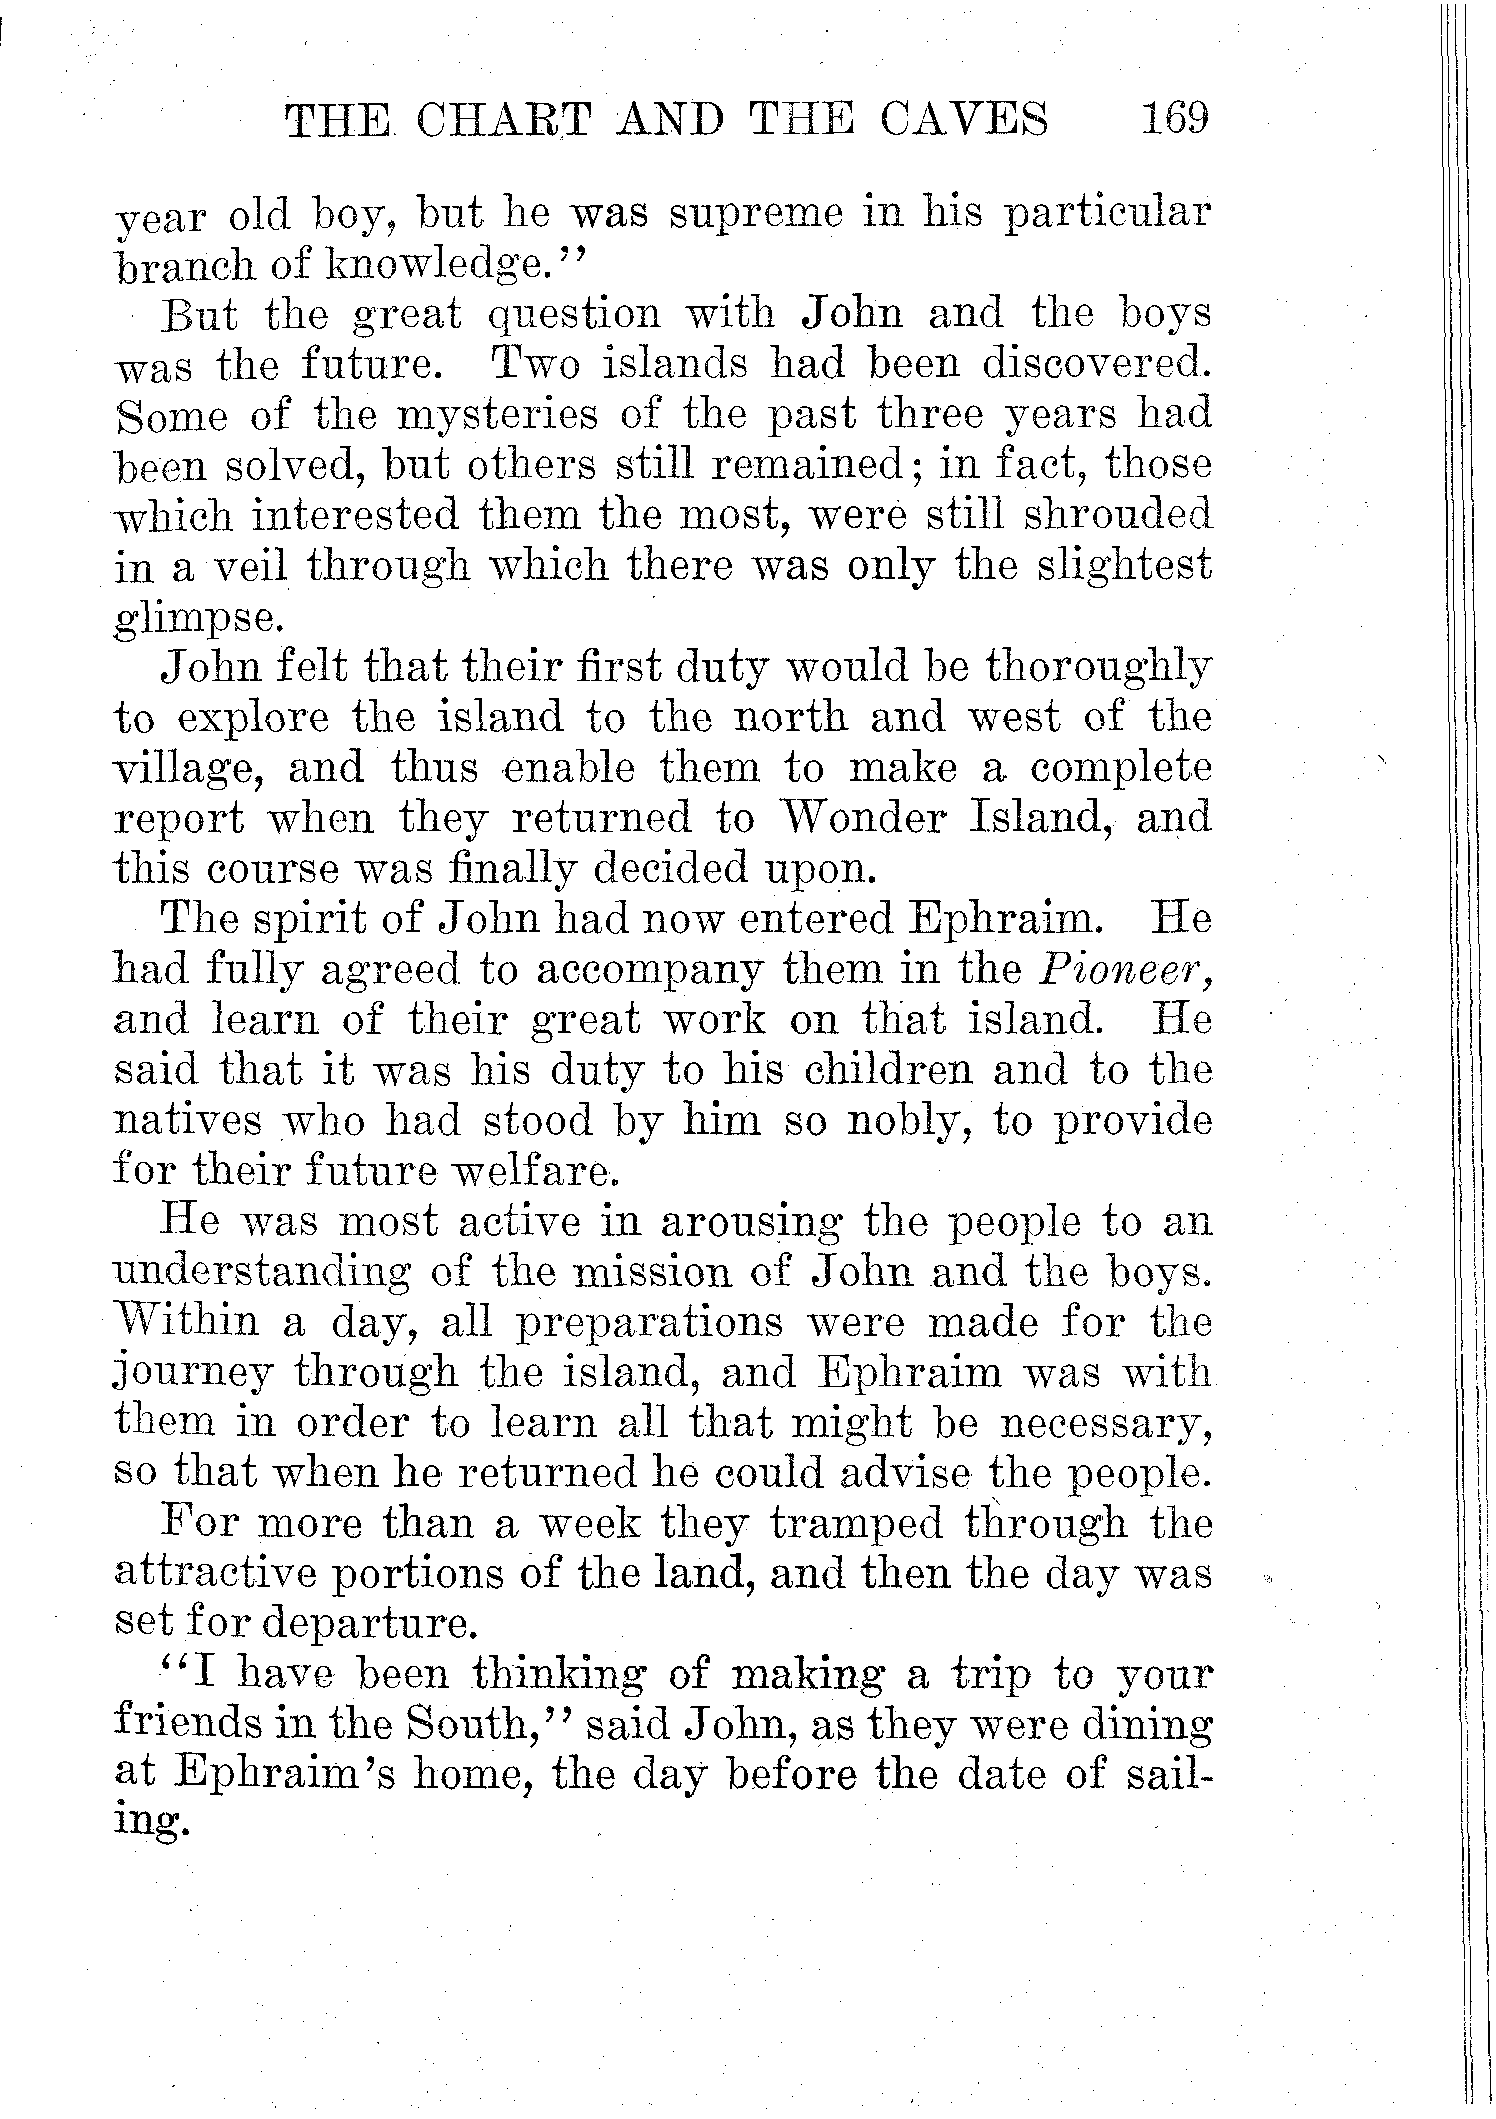 THE CHART AND THE CAVES 169
year old boy, but he was supreme in his particular
branch of knowledge.''
But the great question with John and the boys
was the future. Two islands had been discovered.
Some of the mysteries of the past three years had
been solved, but others still remained; in fact, those
which interested them the most, were still shrouded
in a veil through which there was only the slightest
glimpse.
John felt that their first duty would be thoroughly
to explore the island to the north and west of the
village, and thus enable them to make a complete
report when they returned to Wonder Island, and
this course was finally decided upon.
The spirit of John had now entered Ephraim. He
had fully agreed to accompany them in the Pioneer,
and learn of their great work on that island. He
said that it was his duty to his children and to the
natives who had stood by him so nobly, to provide
for their future welfare.
He was most active in arousing the people to an
understanding of the mission of John and the boys.
Within a day, all preparations were made for the
journey through the island, and Ephraim was with
them in order to learn all that might be necessary,
so that when he returned he could advise the people.
For more than a week they tramped through the
attractive portions of the land, and then the day was
set for departure.
''I have been thinking of making a trip to your
friends in the South,'' said John, as they were dining
at Ephraim's home, the day before the date of sail-
ing.